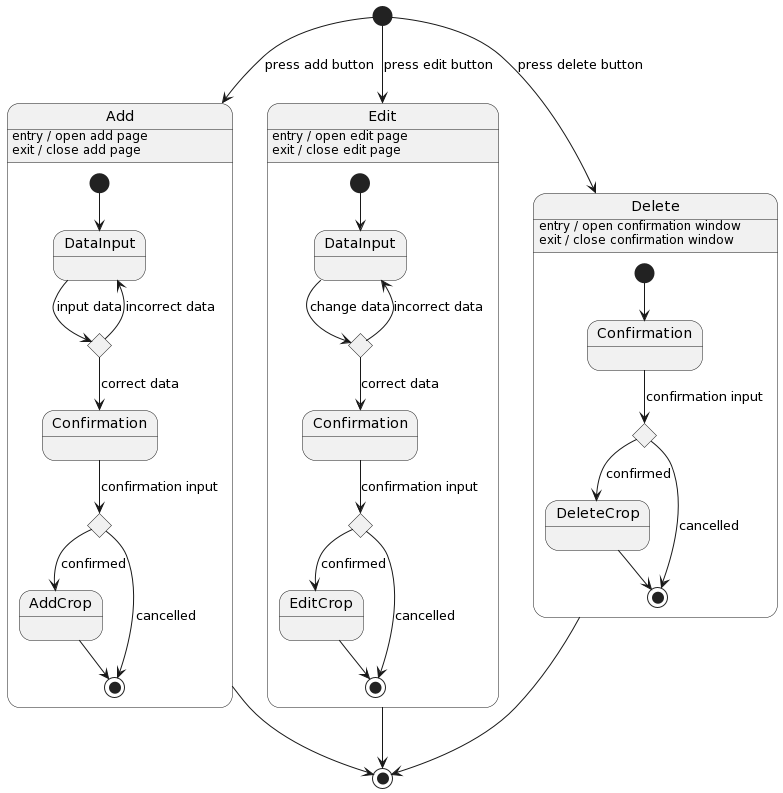 press add button
press edit button
press delete button
Add
entry / open add page
exit / close add page
DataInput
input data
incorrect data
correct data
Confirmation
confirmation input
confirmed
AddCrop
cancelled
Edit
entry / open edit page
exit / close edit page
DataInput
change data
incorrect data
correct data
Confirmation
confirmation input
confirmed
EditCrop
cancelled
Delete
entry / open confirmation window
exit / close confirmation window
Confirmation
confirmation input
confirmed
DeleteCrop
cancelled